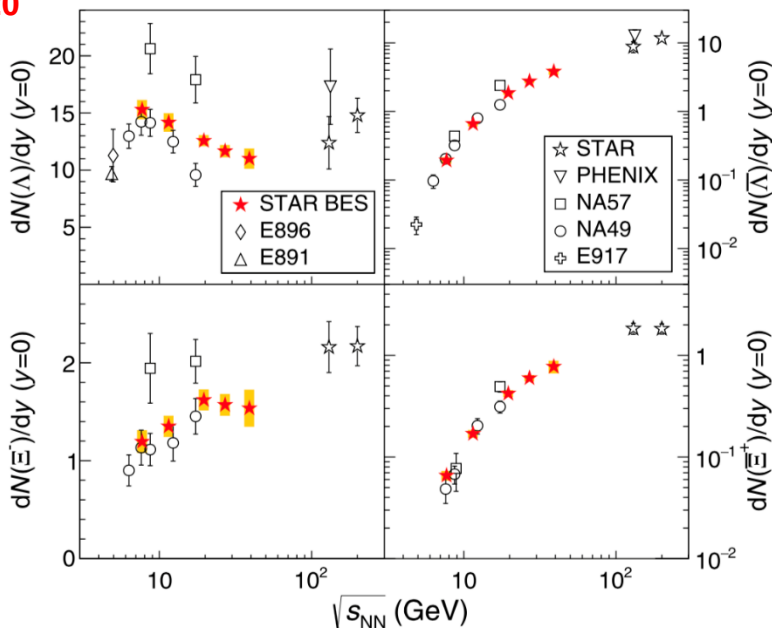 0
dN(Λ)/dy (y=0)
20
15
10
5
STAR BES
E896
E891
10
1
10⁻¹
10⁻²
dN(Λ̅)/dy (y=0)
STAR
PHENIX
NA57
NA49
E917
dN(Ξ⁻)/dy (y=0)
2
1
0
1
10⁻¹
10⁻²
dN(Ξ̅⁺)/dy (y=0)
10
10²
10
10²
√sNN (GeV)